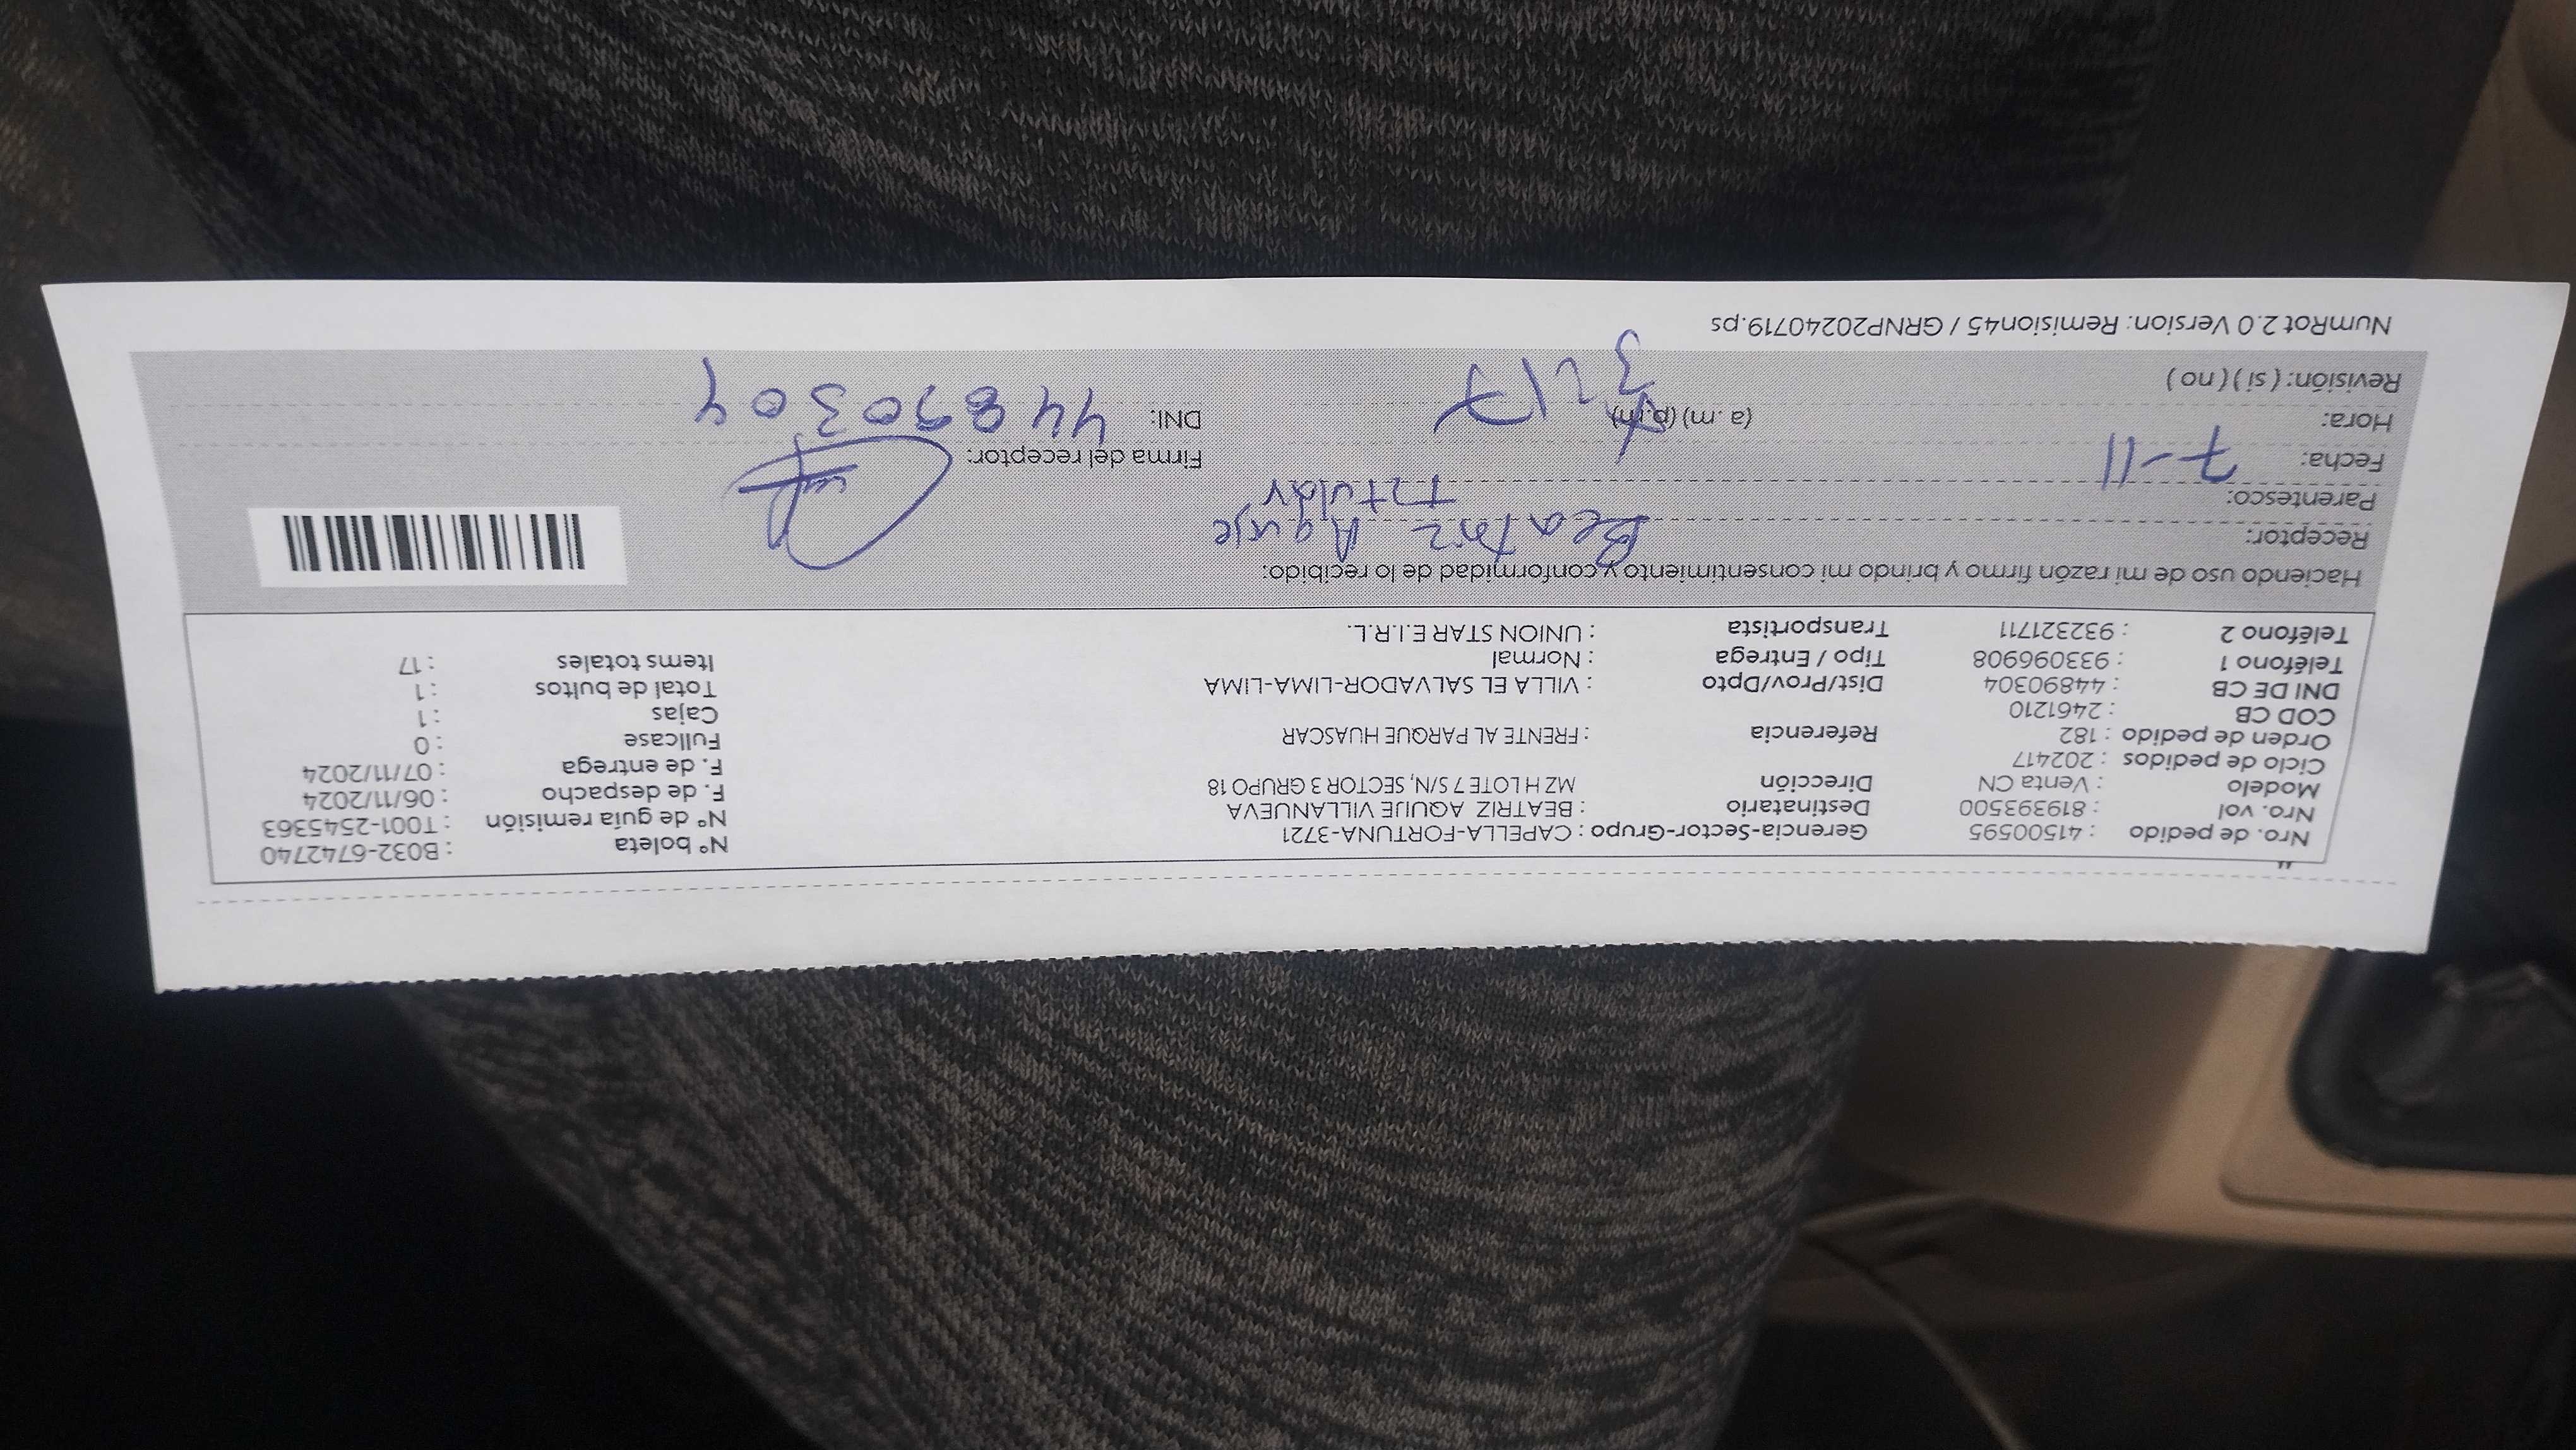 "
Nro. de pedido : 41500595 Gerencia-Sector-Grupo : CAPELLA-FORTUNA-3721 N° boleta : B032-6742740
Nro. vol : 819393500 Destinatario : BEATRIZ AQUIJE VILLANUEVA N° de guía remisión : T001-2545363
Modelo : Venta CN Dirección MZ H LOTE 7 S/N, SECTOR 3 GRUPO 18 F. de despacho : 06/11/2024
Ciclo de pedidos : 202417 F. de entrega : 07/11/2024
Orden de pedido : 182 Referencia : FRENTE AL PARQUE HUASCAR Fullcase : 0
COD CB : 2461210 Cajas : 1
DNI DE CB : 44890304 Dist/Prov/Dpto : VILLA EL SALVADOR-LIMA-LIMA Total de bultos : 1
Teléfono 1 : 933096908 Tipo / Entrega : Normal Items totales : 17
Teléfono 2 : 932321711 Transportista : UNION STAR E.I.R.L.
Haciendo uso de mi razón firmo y brindo mi consentimiento y conformidad de lo recibido:
Receptor: Beatriz Aquije
Parentesco: Titular
Fecha: 7-11 Firma del receptor:
Hora: (a. m) (p.m) DNI: 44890304
Revisión: ( si ) ( no )
NumRot 2.0 Version: Remision45 / GRNP20240719.ps